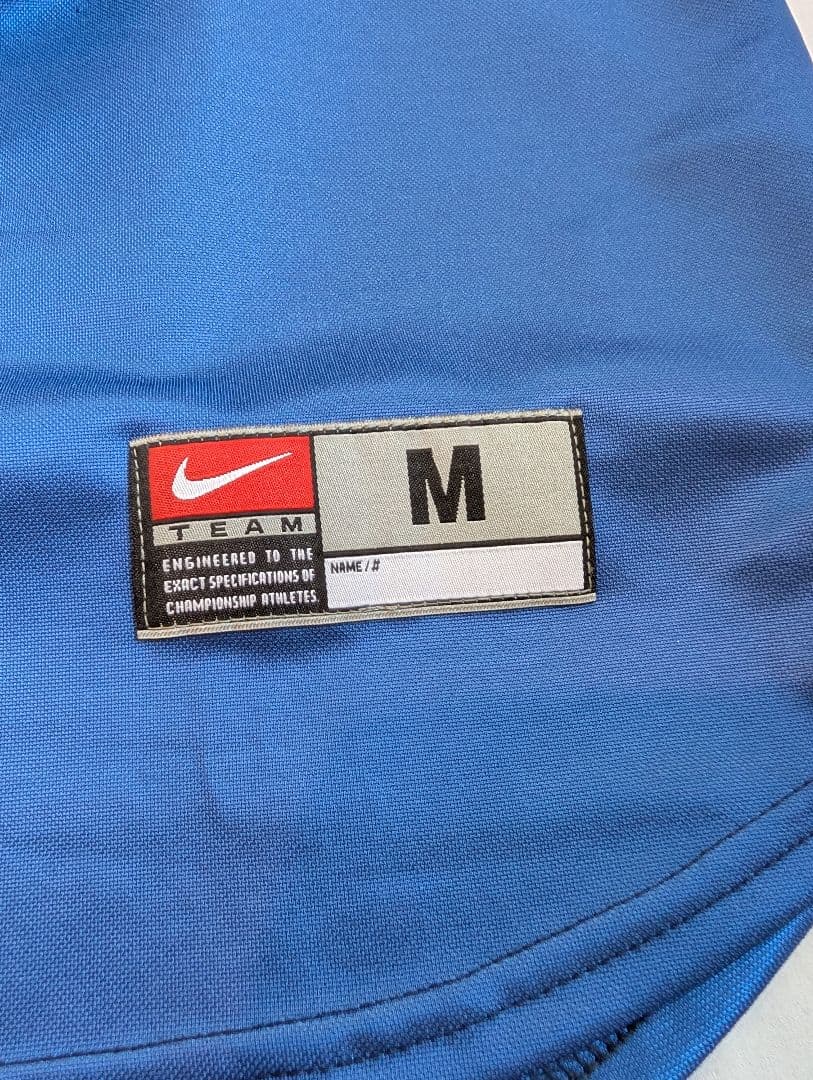 TEAM
ENGINEERED TO THE
EXACT SPECIFICATIONS OF
CHAMPIONSHIP ATHLETES
M
NAME / #